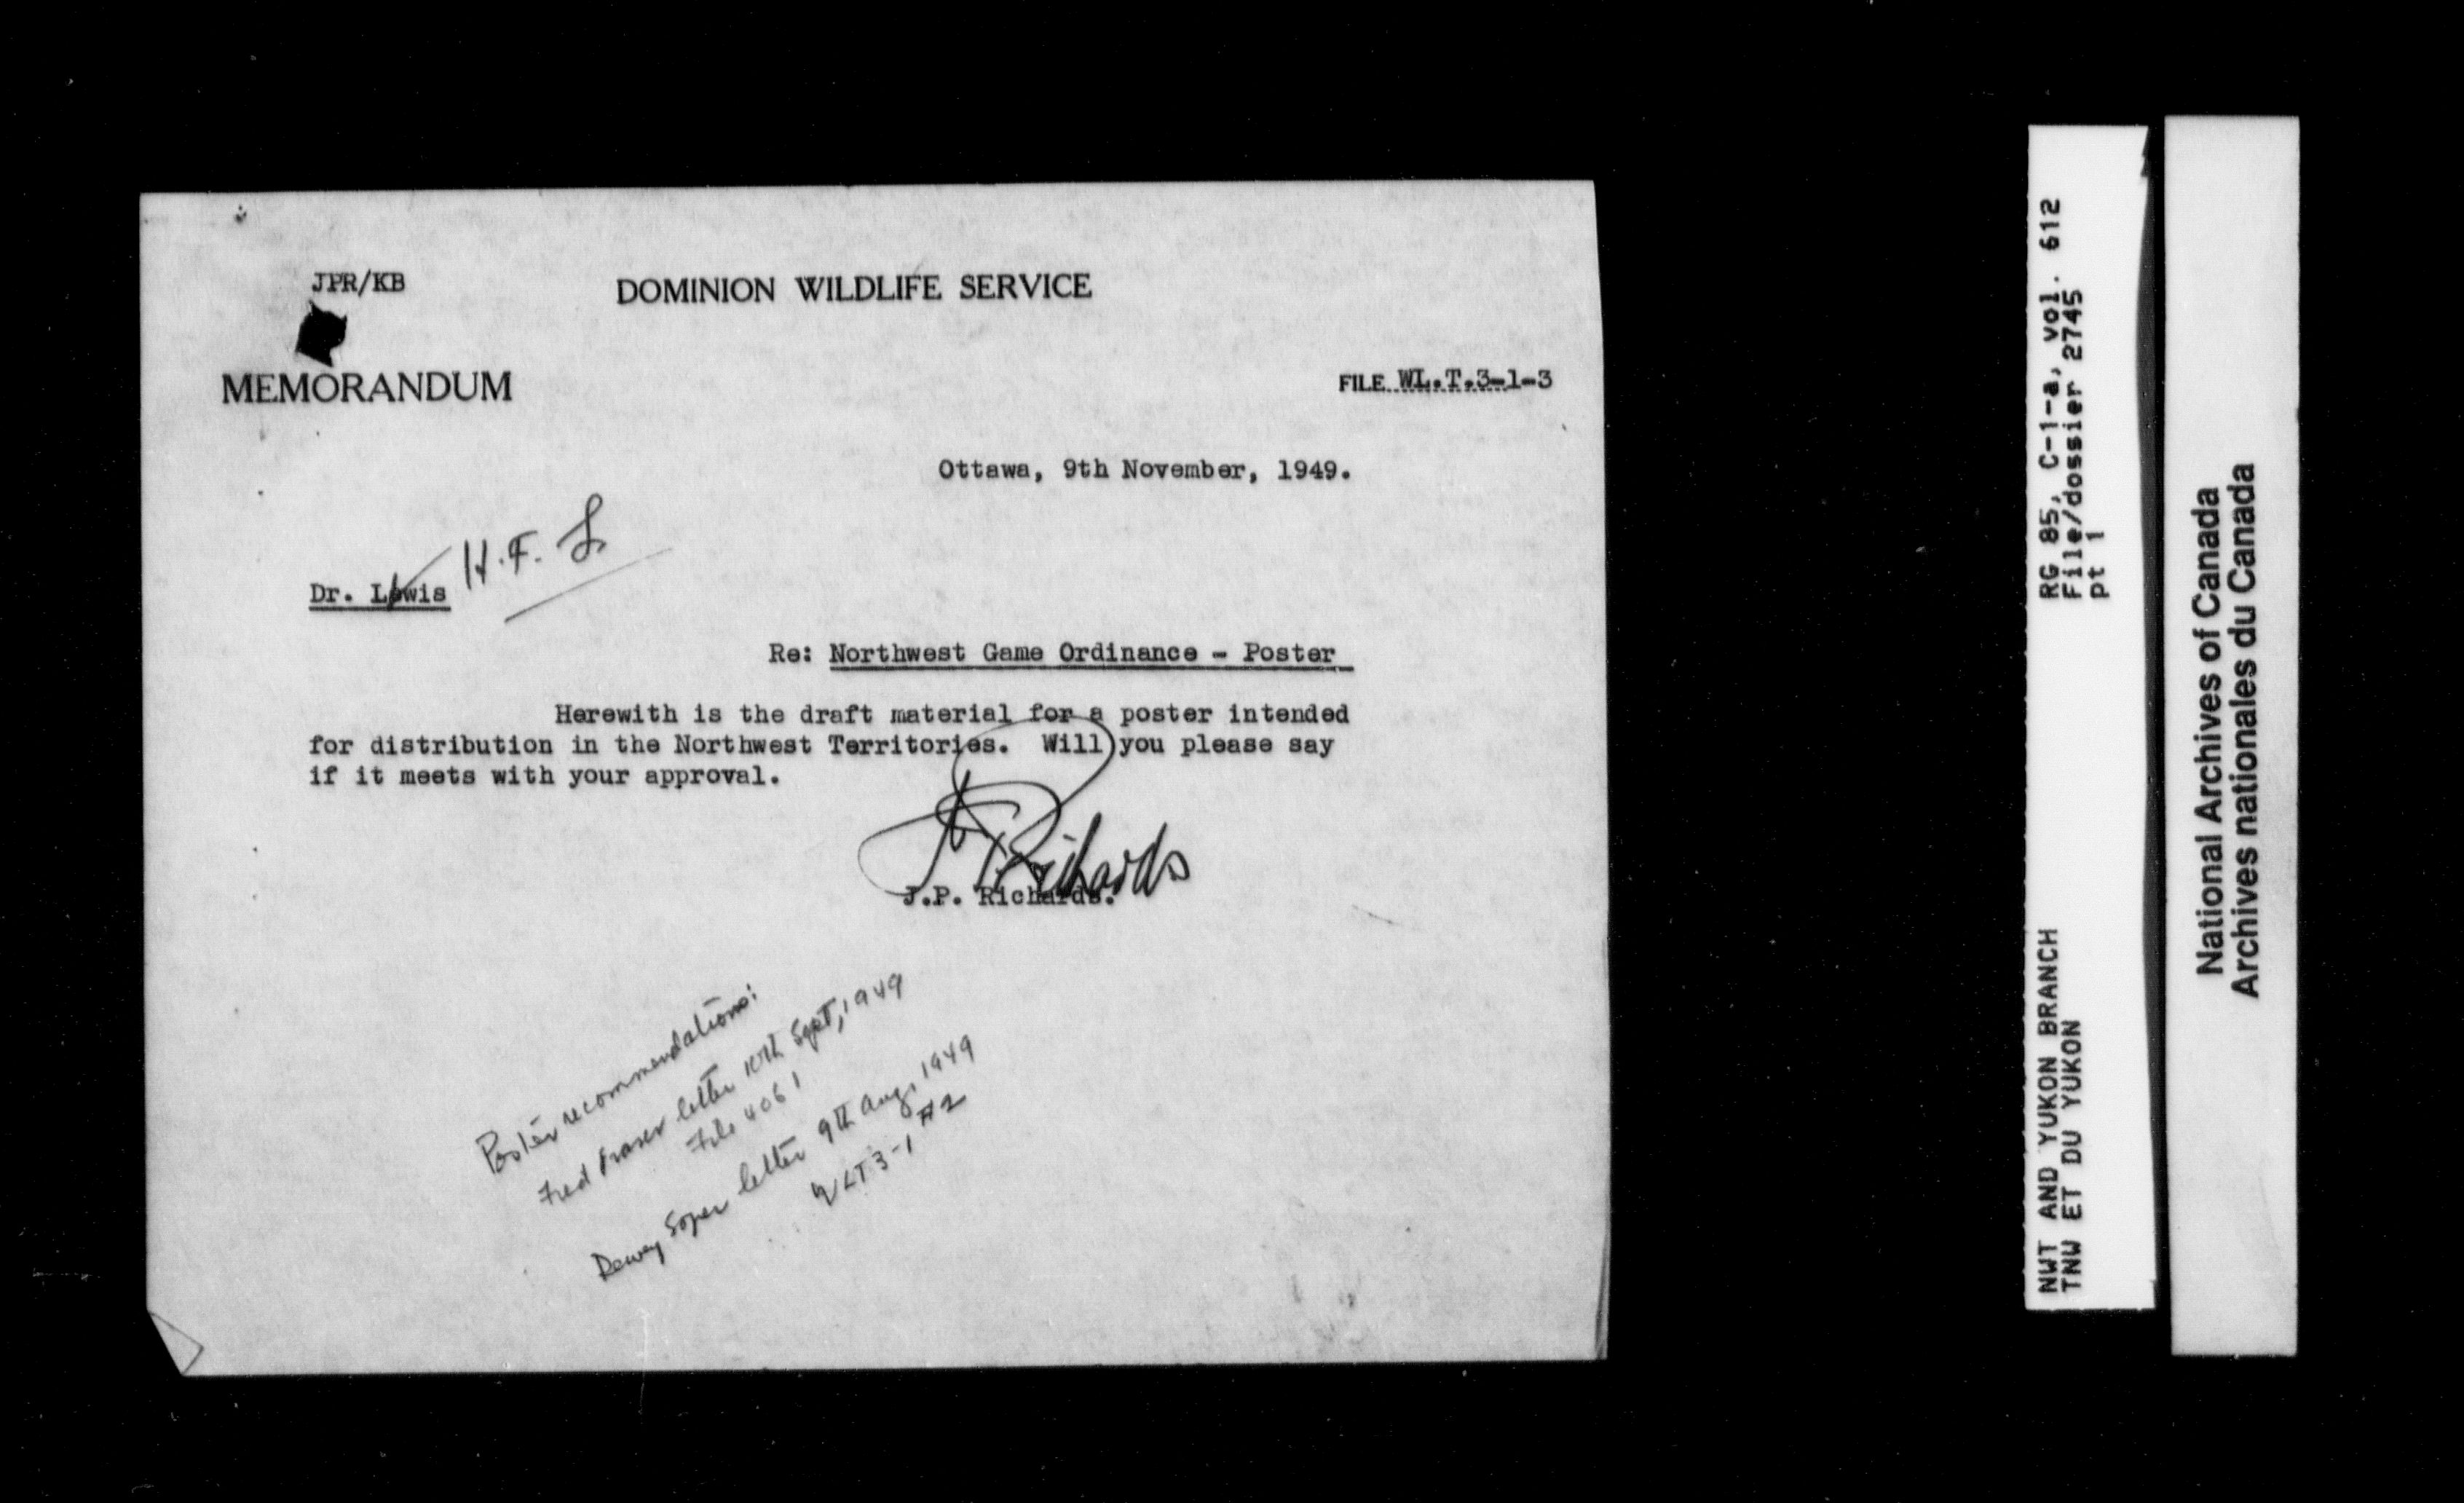 JPR/KB
DOMINION WILDLIFE SERVICE
MEMORANDUM
FILE WL.T.3-1-3
Ottawa, 9th November, 1949.
Dr. Lewis H.F.L
Re: Northwest Game Ordinance - Poster
Herewith is the draft material for a poster intended
for distribution in the Northwest Territories. Will you please say
if it meets with your approval.
JPRichards
J.P. Richards.
Poster recommendations:
Fred Fraser letter 10th Sept, 1949
File 4061
Dewey Soper letter 9th Aug, 1949
WLT3-1 #2
RG 85, C-1-a, vol. 612
File/dossier 2745
pt 1
NWT AND YUKON BRANCH
TNW ET DU YUKON
National Archives of Canada
Archives nationales du Canada